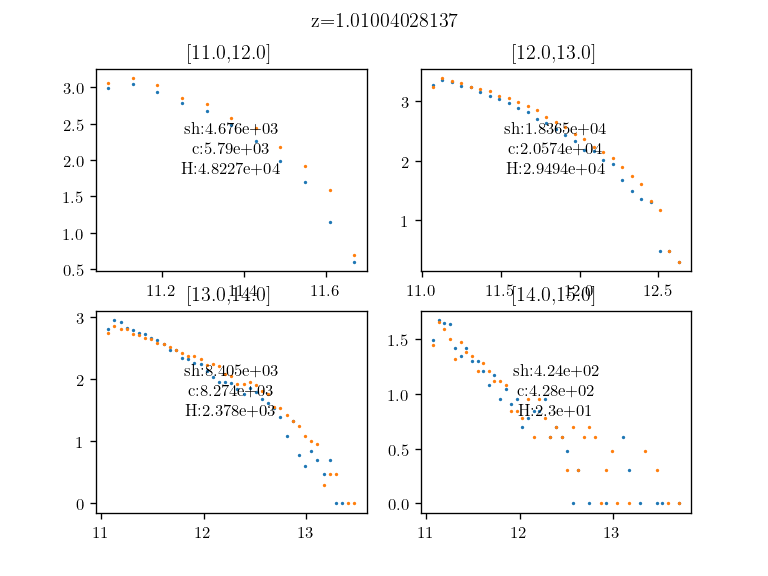 z=1.01004028137
[11.0,12.0]
3.0
2.5
2.0
1.5
1.0
0.5
sh:4.676e+03
c:5.79e+03
H:4.8227e+04
11.2
11.4
11.6
[12.0,13.0]
3
2
1
sh:1.8365e+04
c:2.0574e+04
H:2.9494e+04
11.0
11.5
12.0
12.5
[13.0,14.0]
3
2
1
0
sh:8.405e+03
c:8.274e+03
H:2.378e+03
11
12
13
[14.0,15.0]
1.5
1.0
0.5
0.0
sh:4.24e+02
c:4.28e+02
H:2.3e+01
11
12
13